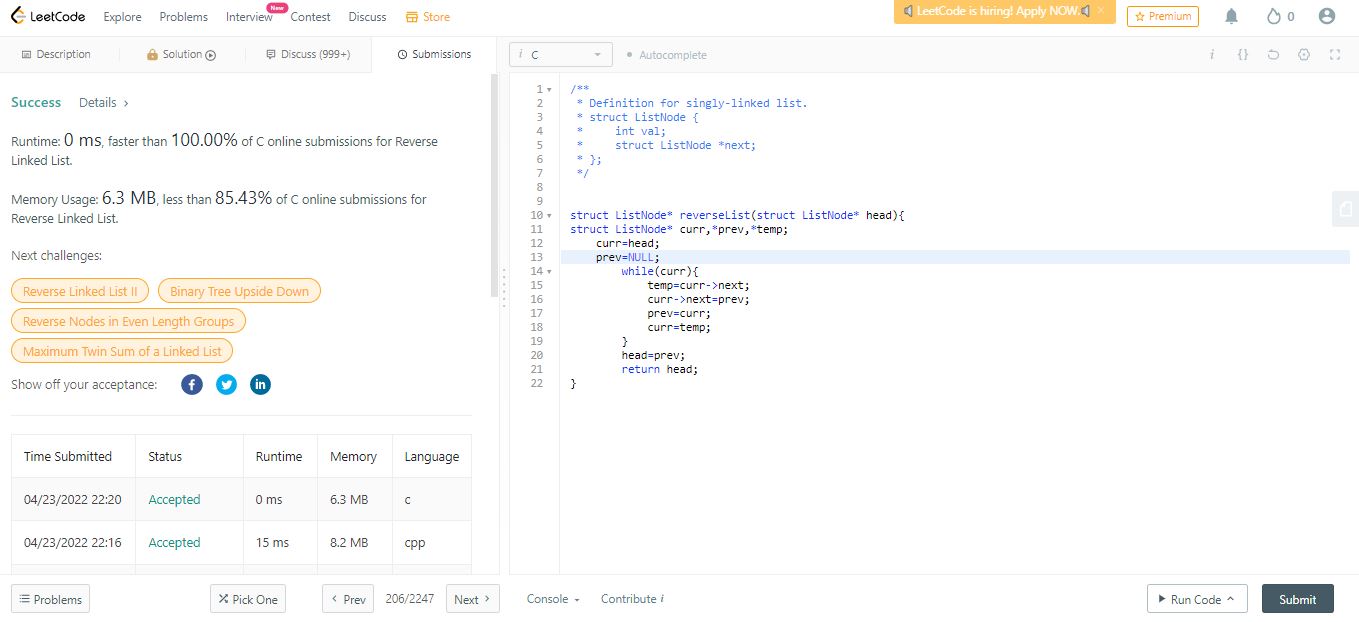 LeetCode Explore Problems Interview New Contest Discuss Store LeetCode is hiring! Apply NOW × Premium 0
Description Solution Discuss (999+) Submissions
i C Autocomplete i {}
Success Details ›
Runtime: 0 ms, faster than 100.00% of C online submissions for Reverse
Linked List.
Memory Usage: 6.3 MB, less than 85.43% of C online submissions for
Reverse Linked List.
Next challenges:
Reverse Linked List II Binary Tree Upside Down
Reverse Nodes in Even Length Groups
Maximum Twin Sum of a Linked List
Show off your acceptance: f in
Time Submitted Status Runtime Memory Language
04/23/2022 22:20 Accepted 0 ms 6.3 MB c
04/23/2022 22:16 Accepted 15 ms 8.2 MB cpp
1 /**
2 * Definition for singly-linked list.
3 * struct ListNode {
4 * int val;
5 * struct ListNode *next;
6 * };
7 */
8
9
10 struct ListNode* reverseList(struct ListNode* head){
11 struct ListNode* curr,*prev,*temp;
12 curr=head;
13 prev=NULL;
14 while(curr){
15 temp=curr->next;
16 curr->next=prev;
17 prev=curr;
18 curr=temp;
19 }
20 head=prev;
21 return head;
22 }
Problems Pick One ‹ Prev 206/2247 Next › Console Contribute i Run Code Submit